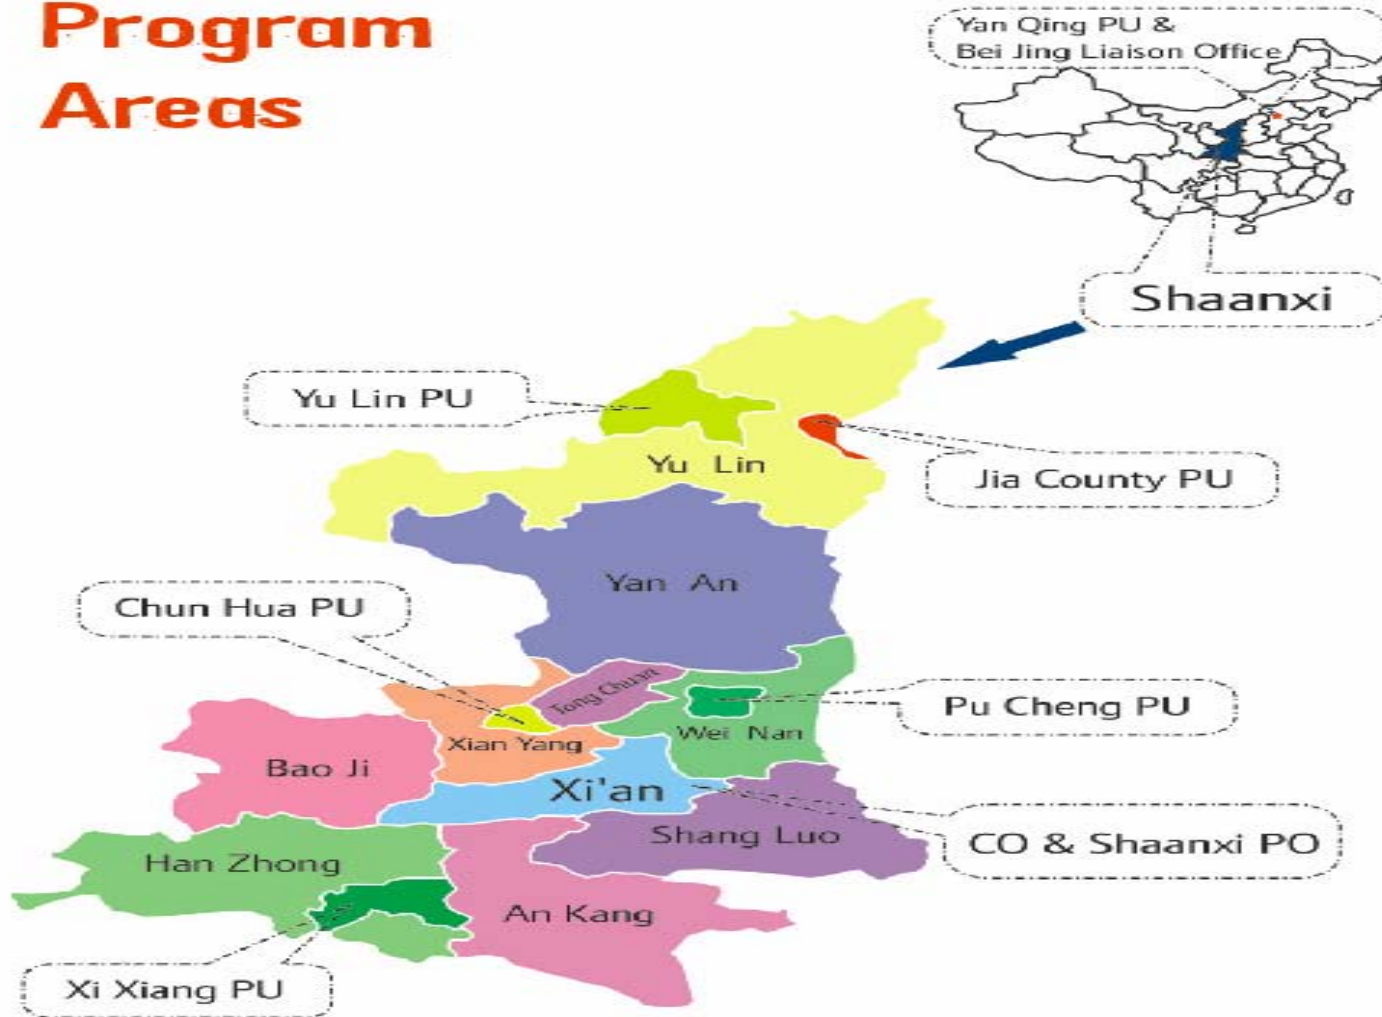 Program
Areas
Yan Qing PU &
Bei Jing Liaison Office
Shaanxi
Yu Lin PU
Yu Lin
Jia County PU
Yan An
Chun Hua PU
Tong Chuan
Pu Cheng PU
Wei Nan
Xian Yang
Bao Ji
Xi'an
Shang Luo
CO & Shaanxi PO
Han Zhong
An Kang
Xi Xiang PU